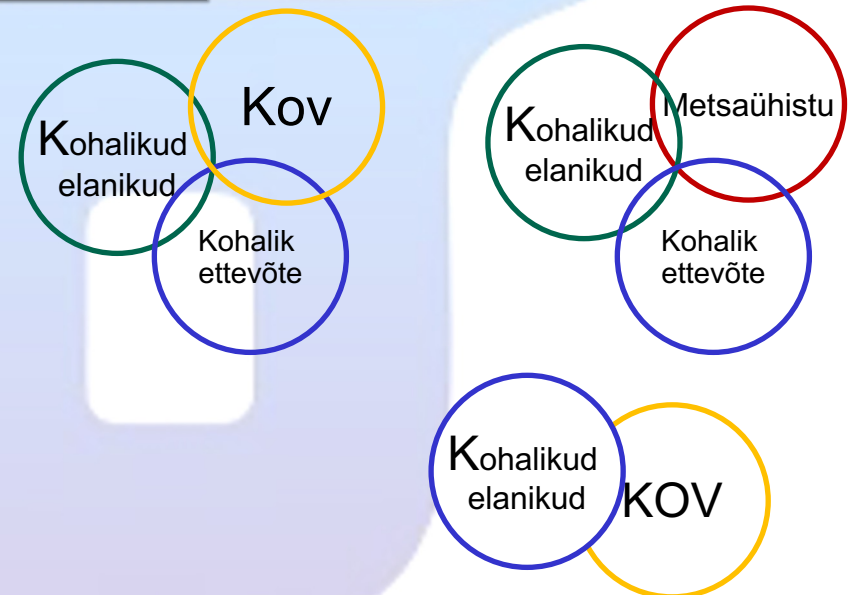 Kov
Kohalikud
elanikud
Kohalik
ettevõte
Metsaühistu
Kohalikud
elanikud
Kohalik
ettevõte
Kohalikud
elanikud
KOV